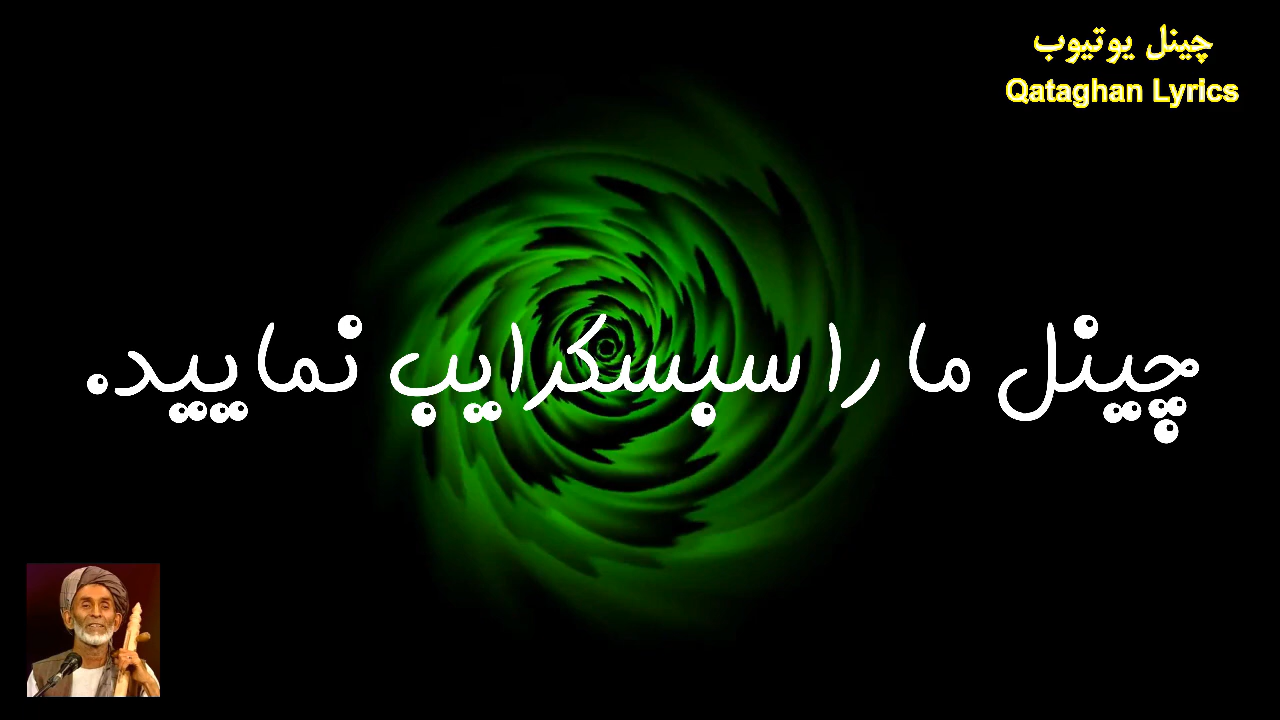 چینل یوتیوب
Qataghan Lyrics
چینل ما را سبسکرایب نمایید.